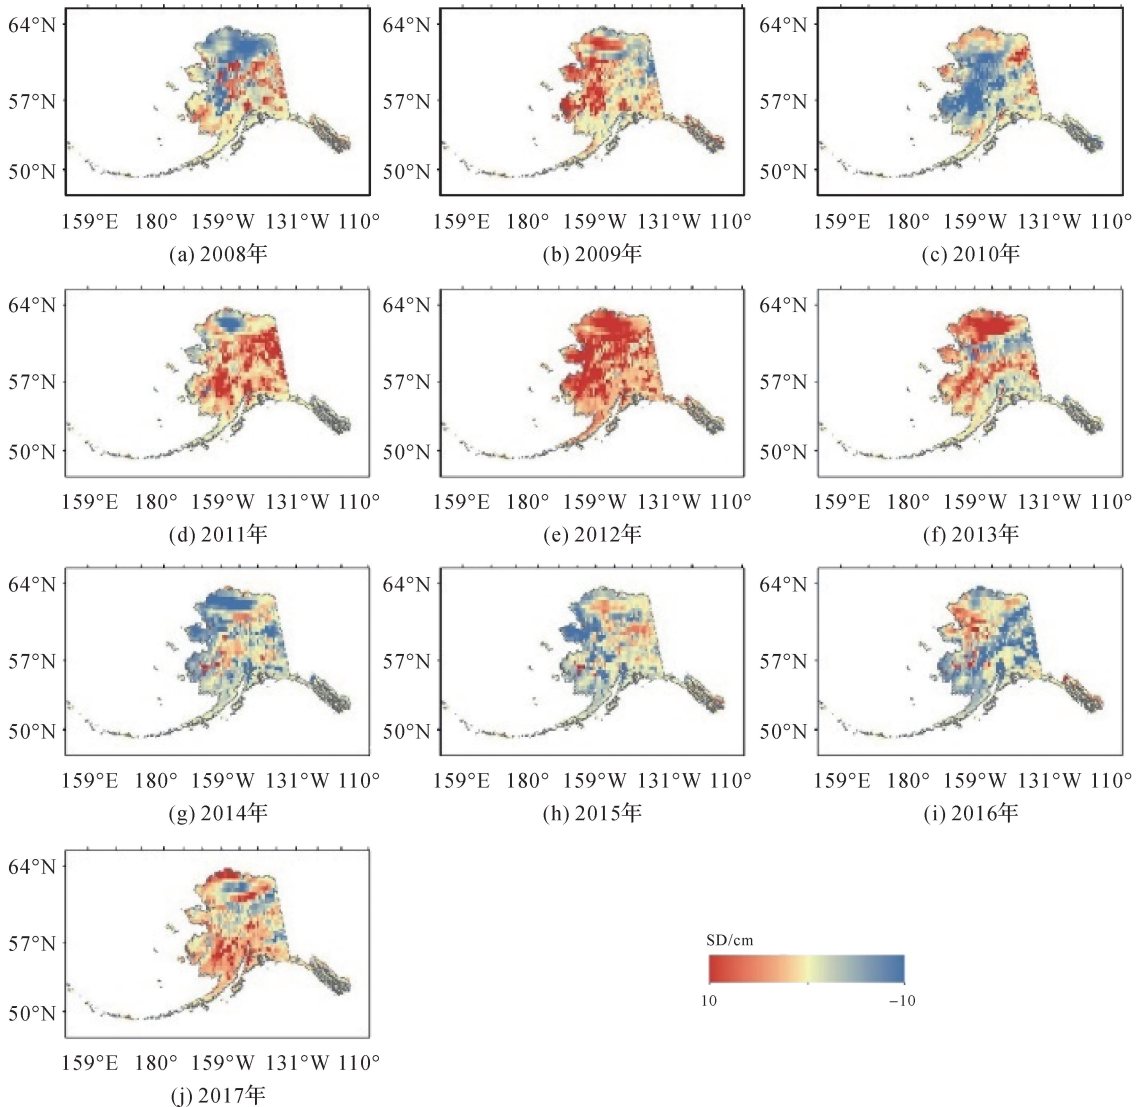 64°N 57°N 50°N
64°N 57°N 50°N
64°N 57°N 50°N
159°E 180° 159°W 131°W 110°
159°E 180° 159°W 131°W 110°
159°E 180° 159°W 131°W 110°
(a) 2008年
(b) 2009年
(c) 2010年
64°N 57°N 50°N
64°N 57°N 50°N
64°N 57°N 50°N
159°E 180° 159°W 131°W 110°
159°E 180° 159°W 131°W 110°
159°E 180° 159°W 131°W 110°
(d) 2011年
(e) 2012年
(f) 2013年
64°N 57°N 50°N
64°N 57°N 50°N
64°N 57°N 50°N
159°E 180° 159°W 131°W 110°
159°E 180° 159°W 131°W 110°
159°E 180° 159°W 131°W 110°
(g) 2014年
(h) 2015年
(i) 2016年
64°N 57°N 50°N
159°E 180° 159°W 131°W 110°
(j) 2017年
SD/cm
10 −10